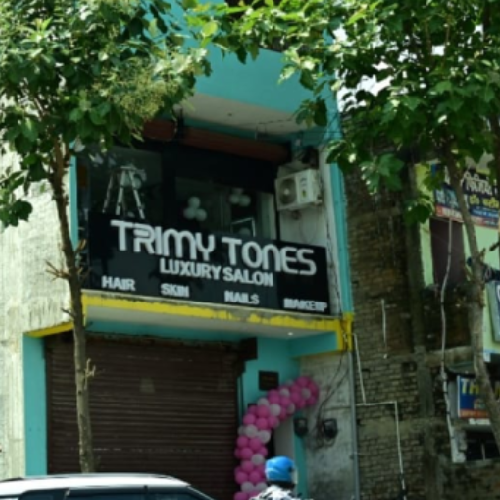 TRIMY TONES
LUXURY SALON
HAIR SKIN NAILS MAKEUP